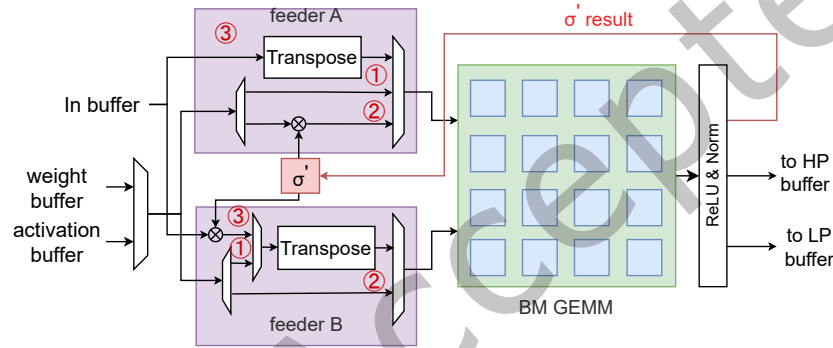 feeder A
σ' result
③
Transpose
①
②
In buffer
σ'
weight
buffer
activation
buffer
③
①
Transpose
②
feeder B
BM GEMM
ReLU & Norm
to HP
buffer
to LP
buffer
Accepte